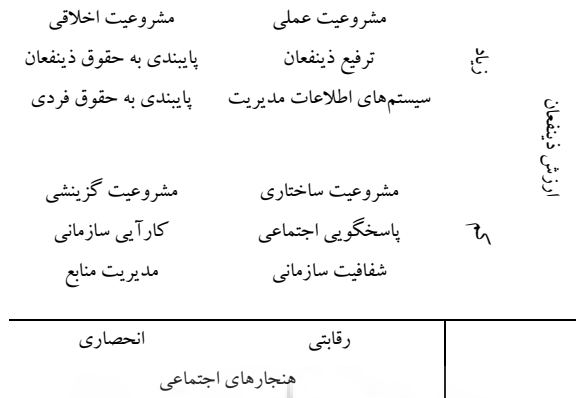 مشروعیت عملی مشروعیت اخلاقی
زیاد ترفیع ذینفعان پایبندی به حقوق ذینفعان
سیستم‌های اطلاعات مدیریت پایبندی به حقوق فردی
ارزش ذینفعان
مشروعیت ساختاری مشروعیت گزینشی
کم پاسخگویی اجتماعی کارآیی سازمانی
شفافیت سازمانی مدیریت منابع
رقابتی انحصاری
هنجارهای اجتماعی